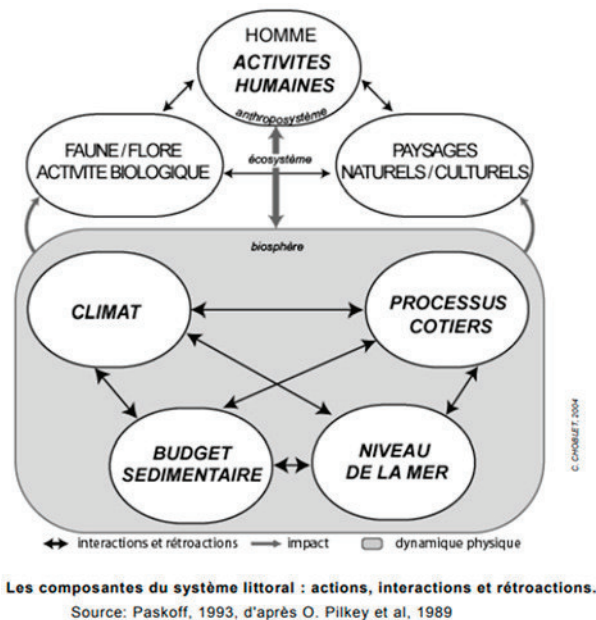 HOMME
ACTIVITES
HUMAINES
anthroposystème
FAUNE/FLORE
ACTIVITE BIOLOGIQUE
écosystème
PAYSAGES
NATURELS/CULTURELS
biosphère
CLIMAT
PROCESSUS
COTIERS
BUDGET
SEDIMENTAIRE
NIVEAU
DE LA MER
C. CHOBLET, 2004
interactions et rétroactions
impact
dynamique physique
Les composantes du système littoral : actions, interactions et rétroactions.
Source: Paskoff, 1993, d'après O. Pilkey et al, 1989